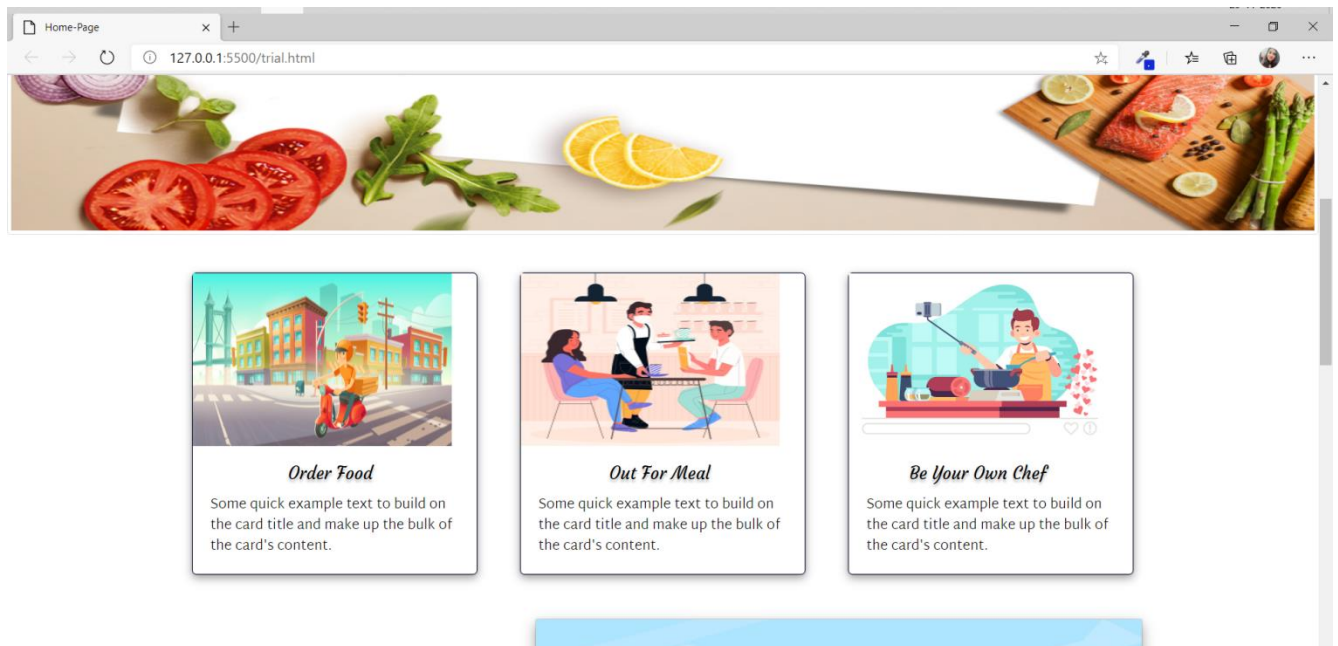 Home-Page
127.0.0.1:5500/trial.html
Order Food
Some quick example text to build on
the card title and make up the bulk of
the card's content.
Out For Meal
Some quick example text to build on
the card title and make up the bulk of
the card's content.
Be Your Own Chef
Some quick example text to build on
the card title and make up the bulk of
the card's content.